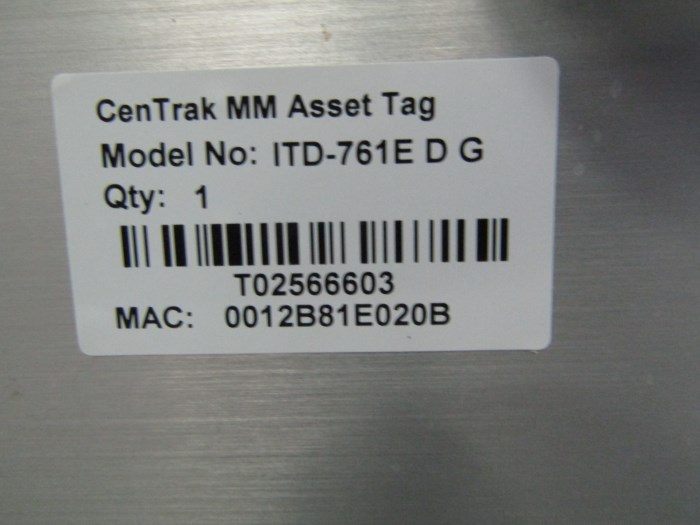 CenTrak MM Asset Tag
Model No: ITD-761E D G
Qty: 1
T02566603
MAC: 0012B81E020B